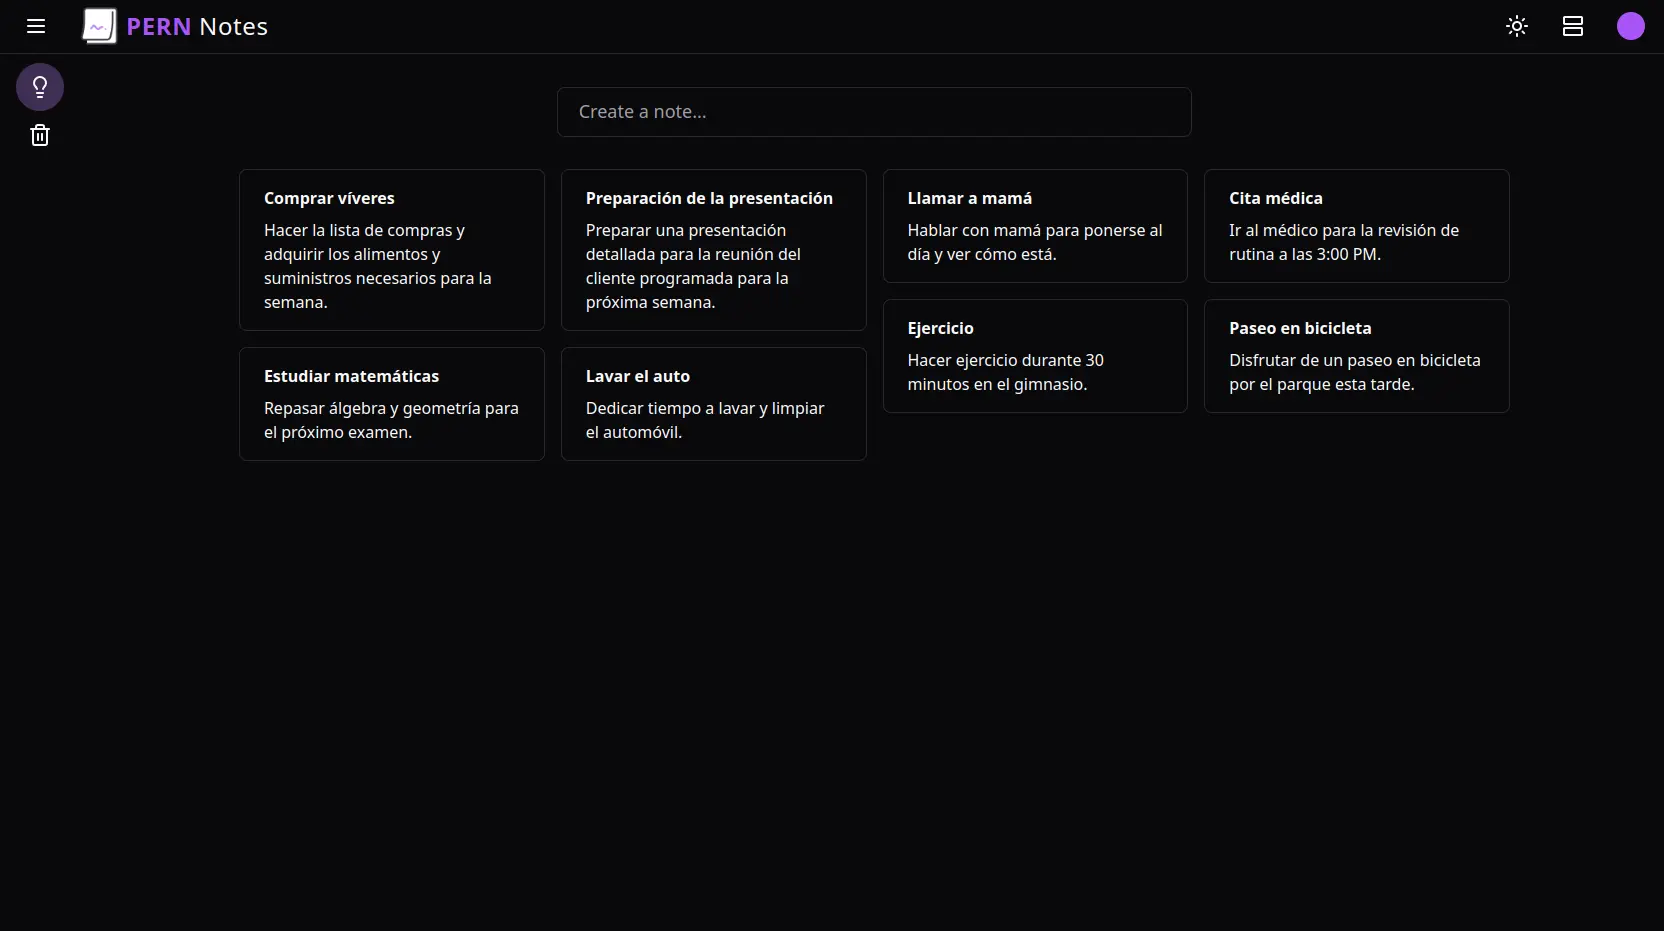 PERN Notes
Create a note...
Comprar víveres
Hacer la lista de compras y
adquirir los alimentos y
suministros necesarios para la
semana.
Preparación de la presentación
Preparar una presentación
detallada para la reunión del
cliente programada para la
próxima semana.
Llamar a mamá
Hablar con mamá para ponerse al
día y ver cómo está.
Cita médica
Ir al médico para la revisión de
rutina a las 3:00 PM.
Estudiar matemáticas
Repasar álgebra y geometría para
el próximo examen.
Lavar el auto
Dedicar tiempo a lavar y limpiar
el automóvil.
Ejercicio
Hacer ejercicio durante 30
minutos en el gimnasio.
Paseo en bicicleta
Disfrutar de un paseo en bicicleta
por el parque esta tarde.